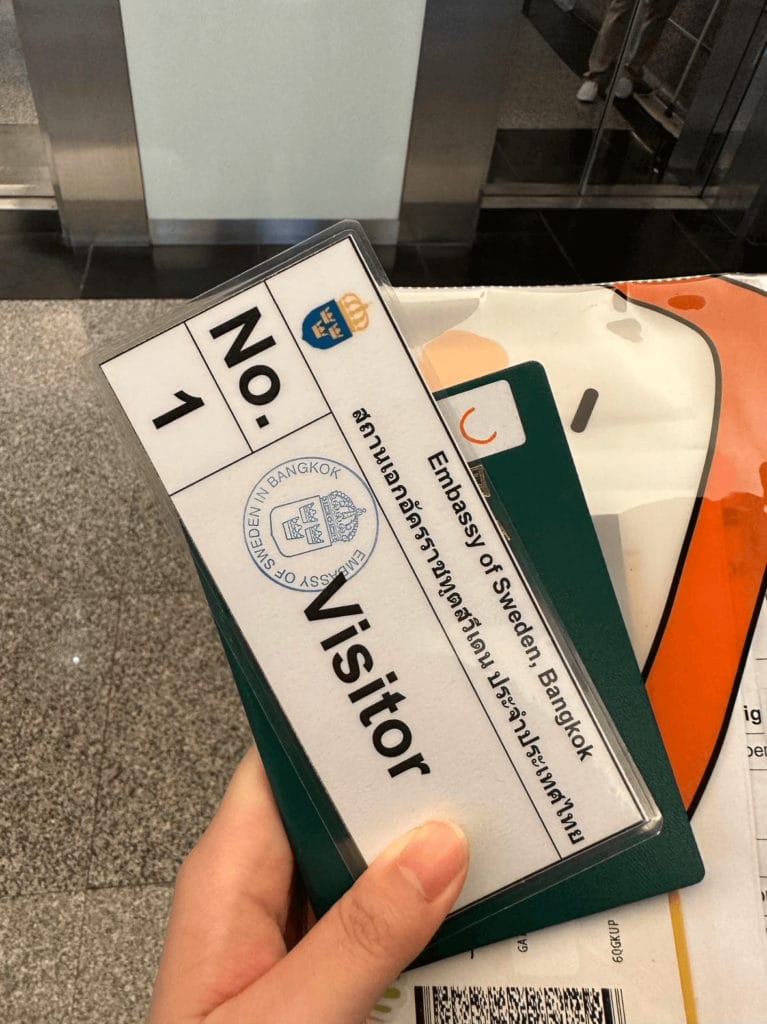 Embassy of Sweden, Bangkok
สถานเอกอัครราชทูตสวีเดน ประจำประเทศไทย
No.
1
EMBASSY OF SWEDEN IN BANGKOK
Visitor
ig
6QGKUP